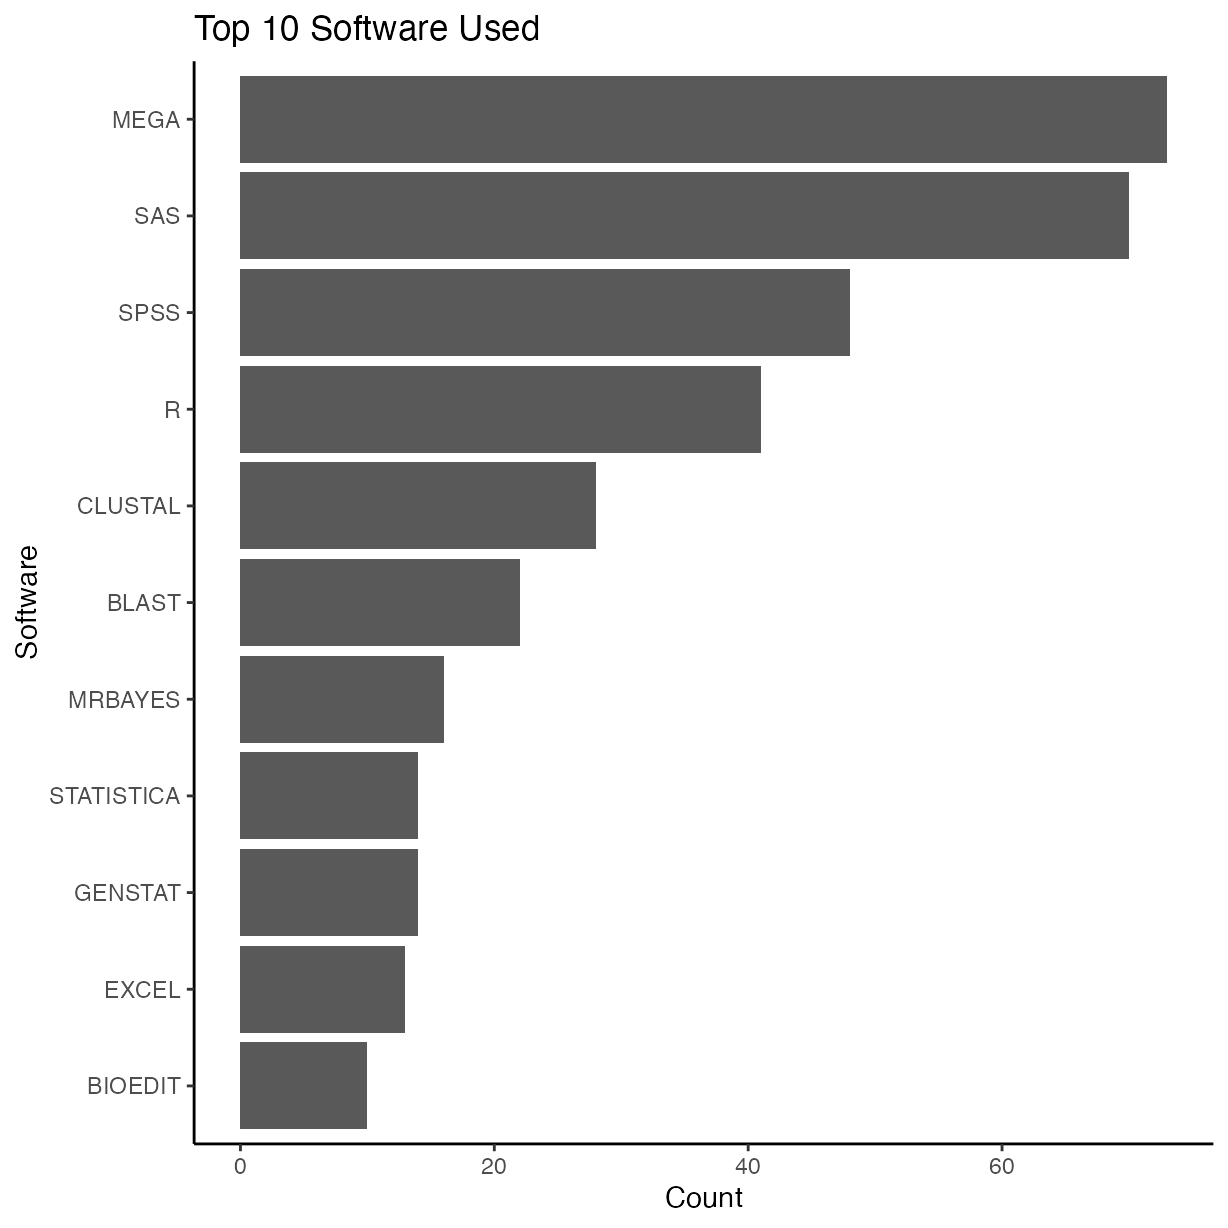 Top 10 Software Used
MEGA
SAS
SPSS
R
CLUSTAL
BLAST
MRBAYES
STATISTICA
GENSTAT
EXCEL
BIOEDIT
Software
0 20 40 60
Count